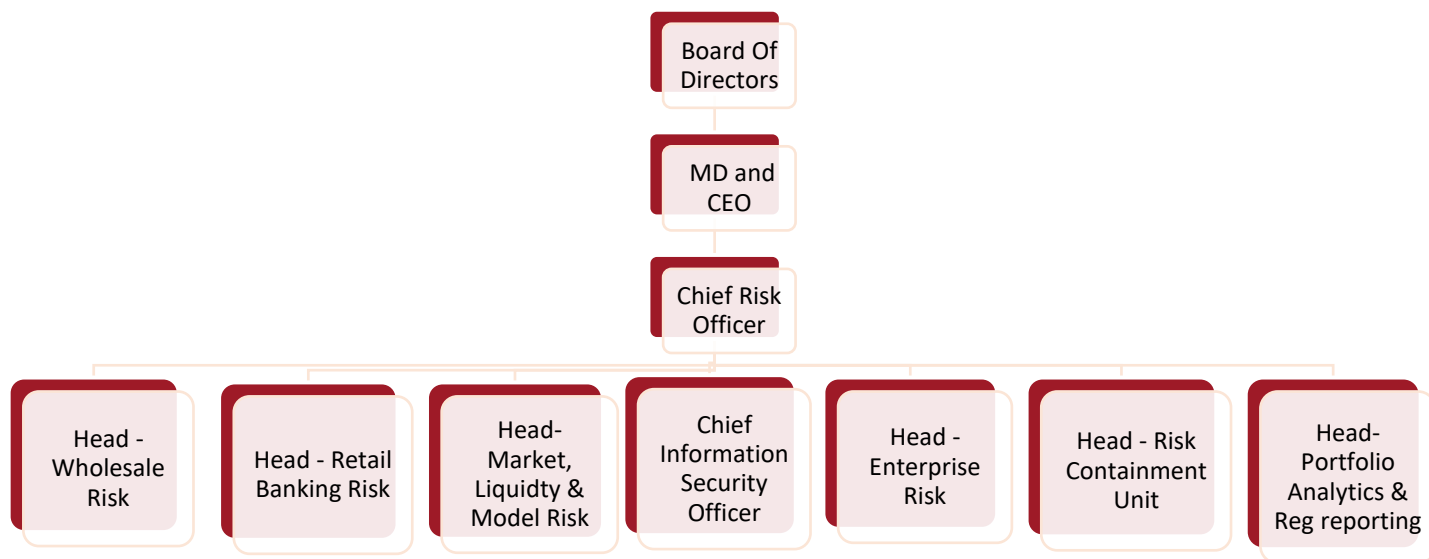 Board Of
Directors
MD and
CEO
Chief Risk
Officer
Head -
Wholesale
Risk
Head - Retail
Banking Risk
Head-
Market,
Liquidty &
Model Risk
Chief
Information
Security
Officer
Head -
Enterprise
Risk
Head - Risk
Containment
Unit
Head-
Portfolio
Analytics &
Reg reporting